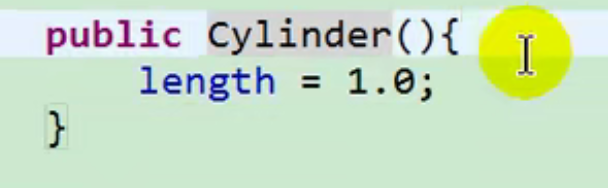 public Cylinder(){
length = 1.0;
}